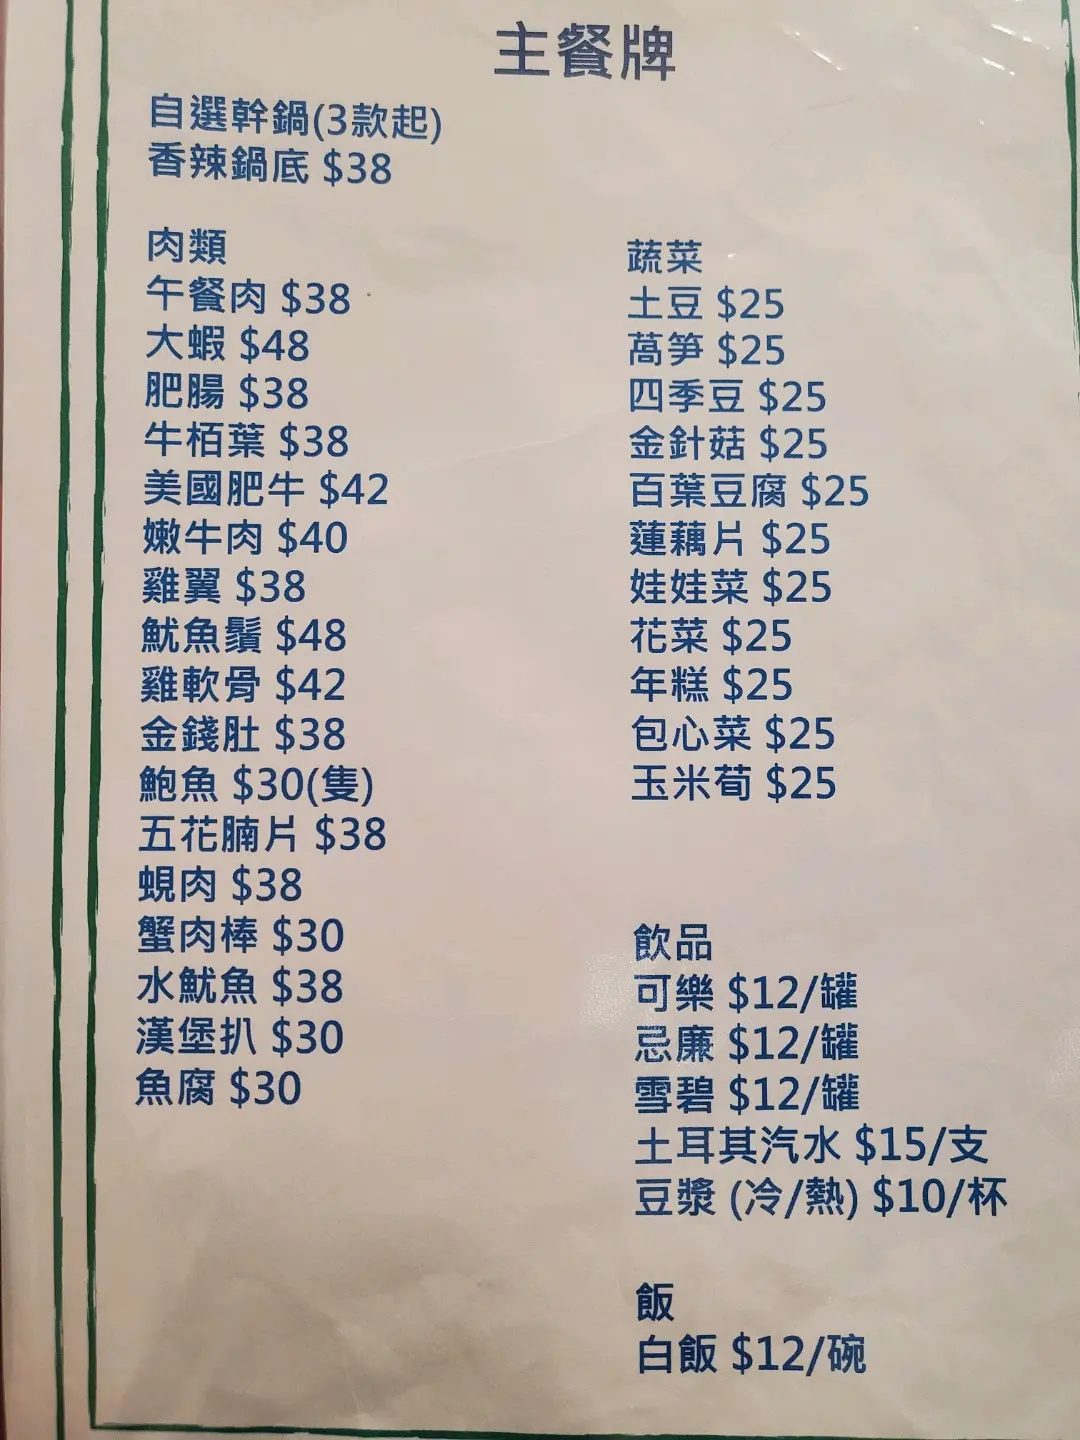 主餐牌
自選幹鍋(3款起)
香辣鍋底 $38
肉類
午餐肉 $38
大蝦 $48
肥腸 $38
牛栢葉 $38
美國肥牛 $42
嫩牛肉 $40
雞翼 $38
魷魚鬚 $48
雞軟骨 $42
金錢肚 $38
鮑魚 $30(隻)
五花腩片 $38
蜆肉 $38
蟹肉棒 $30
水魷魚 $38
漢堡扒 $30
魚腐 $30
蔬菜
土豆 $25
萵笋 $25
四季豆 $25
金針菇 $25
百葉豆腐 $25
蓮藕片 $25
娃娃菜 $25
花菜 $25
年糕 $25
包心菜 $25
玉米荀 $25
飲品
可樂 $12/罐
忌廉 $12/罐
雪碧 $12/罐
土耳其汽水 $15/支
豆漿 (冷/熱) $10/杯
飯
白飯 $12/碗